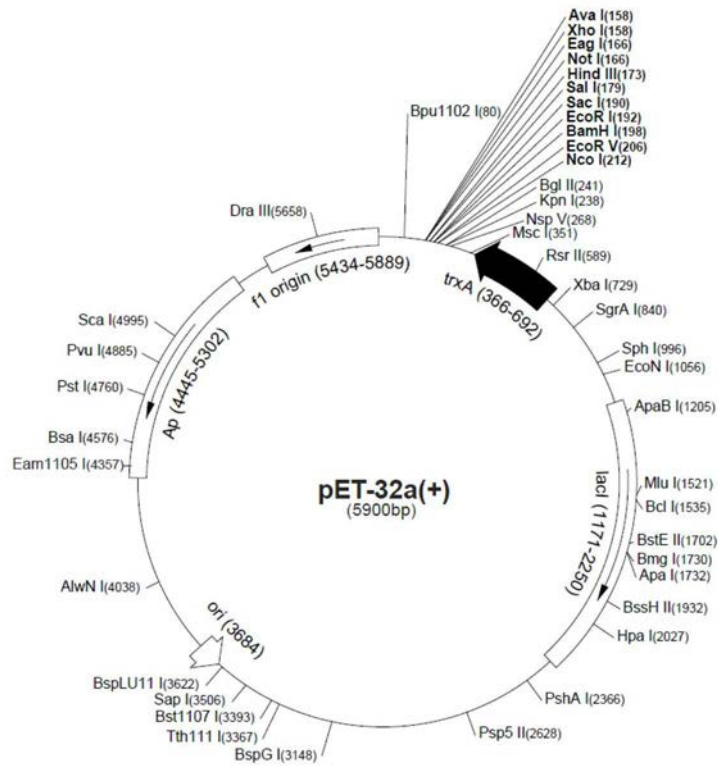 Ava I(158)
Xho I(158)
Eag I(166)
Not I(166)
Hind III(173)
Sal I(179)
Sac I(190)
EcoR I(192)
BamH I(198)
EcoR V(206)
Nco I(212)
Bpu1102 I(80)
Bgl II(241)
Kpn I(238)
Nsp V(268)
Msc I(351)
Rsr II(589)
Xba I(729)
SgrA I(840)
Sph I(996)
EcoN I(1056)
ApaB I(1205)
Mlu I(1521)
Bcl I(1535)
BstE II(1702)
Bmg I(1730)
Apa I(1732)
BssH II(1932)
Hpa I(2027)
PshA I(2366)
Psp5 II(2628)
BspG I(3148)
Tth111 I(3367)
Bst1107 I(3393)
Sap I(3506)
BspLU11 I(3622)
AlwN I(4038)
Eam1105 I(4357)
Bsa I(4576)
Pst I(4760)
Pvu I(4885)
Sca I(4995)
Dra III(5658)
f1 origin (5434-5889)
trxA (366-692)
lacI (1171-2250)
ori (3684)
Ap (4445-5302)
pET-32a(+)
(5900bp)